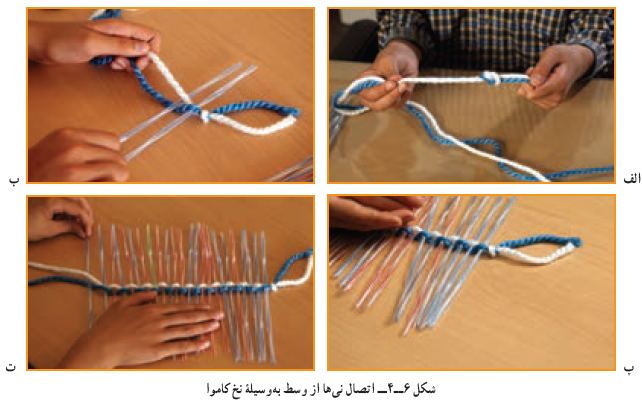 الف
ب
پ
ت
شکل ۶ــ۴ــ اتصال نی‌ها از وسط به‌وسیلهٔ نخ کاموا